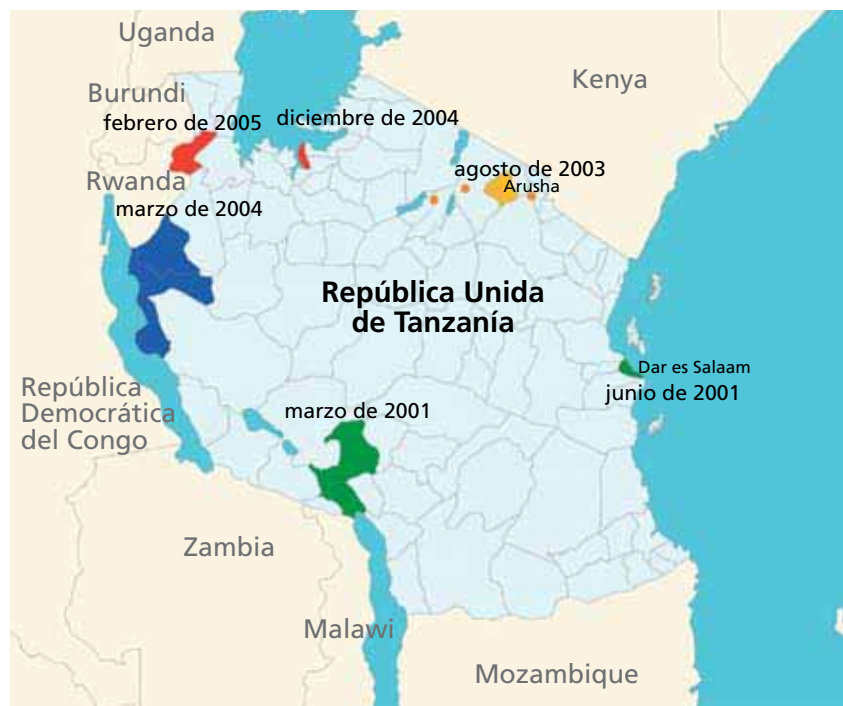 Uganda
Kenya
Burundi
febrero de 2005
diciembre de 2004
agosto de 2003
Arusha
Rwanda
marzo de 2004
República Unida
de Tanzanía
Dar es Salaam
junio de 2001
República
Democrática
del Congo
marzo de 2001
Zambia
Malawi
Mozambique